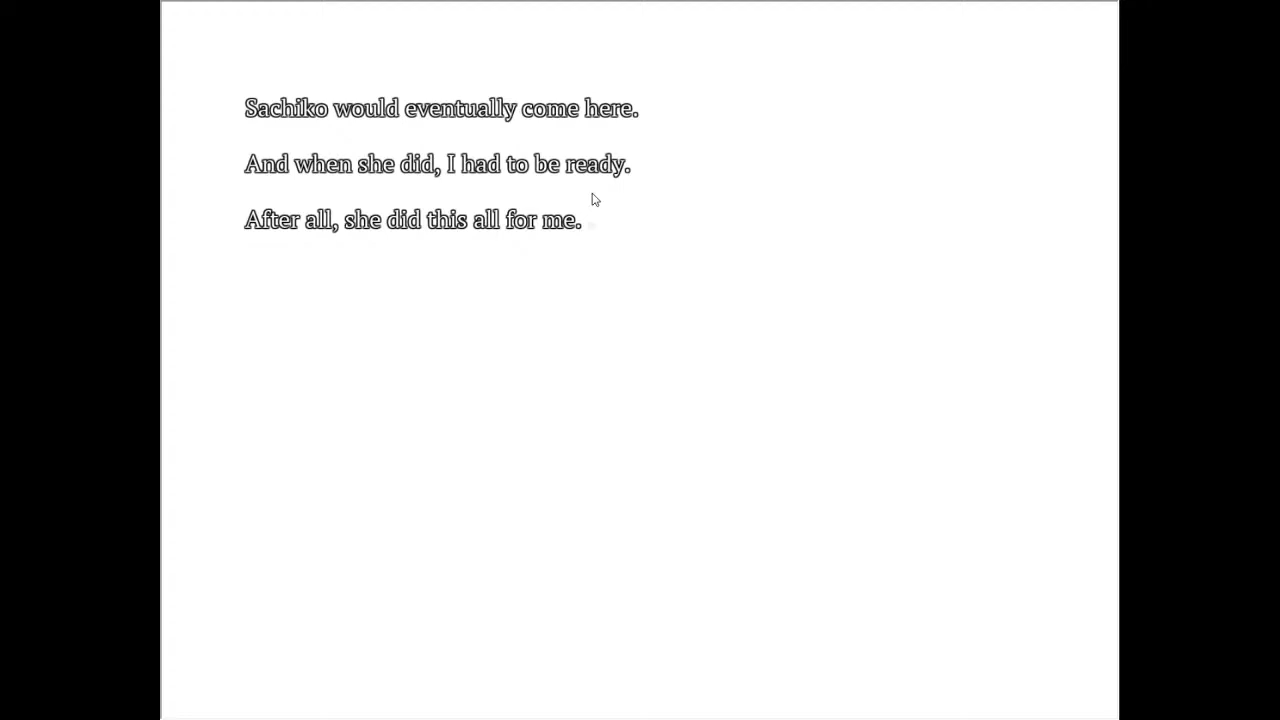 Sachiko would eventually come here.
And when she did, I had to be ready.
After all, she did this all for me.